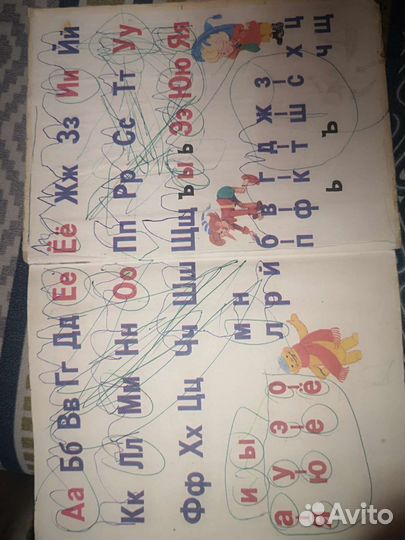 Аа Бб Вв Гг Дд Ее Ёё Жж Зз Ии Йй
Кк Лл Мм Нн Оо Пп Рр Сс Тт Уу
Фф Хх Цц Чч Шш Щщ ъ ы ь Ээ Юю Яя
и ы
а у э о
я ю е ё
м н
л р й
б в г д ж з
п ф к т ш с х ц
ч щ
ь ъ
Avito